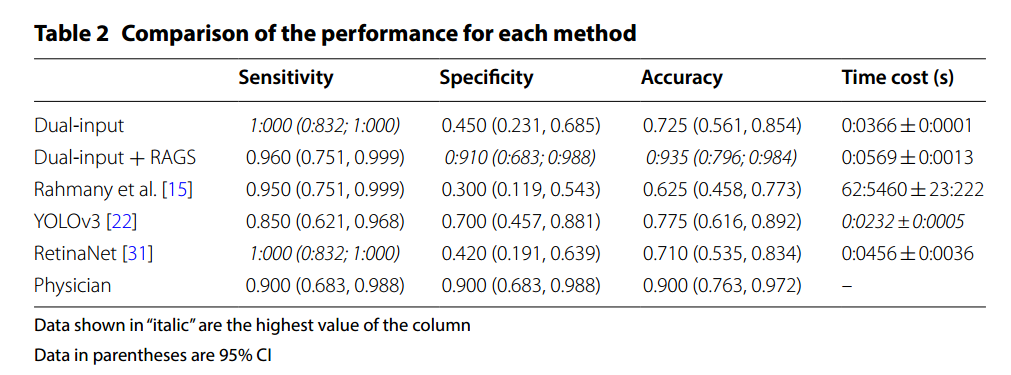 Table 2 Comparison of the performance for each method
Sensitivity Specificity Accuracy Time cost (s)
Dual-input 1:000 (0:832; 1:000) 0.450 (0.231, 0.685) 0.725 (0.561, 0.854) 0:0366 ± 0:0001
Dual-input + RAGS 0.960 (0.751, 0.999) 0:910 (0:683; 0:988) 0:935 (0:796; 0:984) 0:0569 ± 0:0013
Rahmany et al. [15] 0.950 (0.751, 0.999) 0.300 (0.119, 0.543) 0.625 (0.458, 0.773) 62:5460 ± 23:222
YOLOv3 [22] 0.850 (0.621, 0.968) 0.700 (0.457, 0.881) 0.775 (0.616, 0.892) 0:0232 ± 0:0005
RetinaNet [31] 1:000 (0:832; 1:000) 0.420 (0.191, 0.639) 0.710 (0.535, 0.834) 0:0456 ± 0:0036
Physician 0.900 (0.683, 0.988) 0.900 (0.683, 0.988) 0.900 (0.763, 0.972) –
Data shown in “italic” are the highest value of the column
Data in parentheses are 95% CI